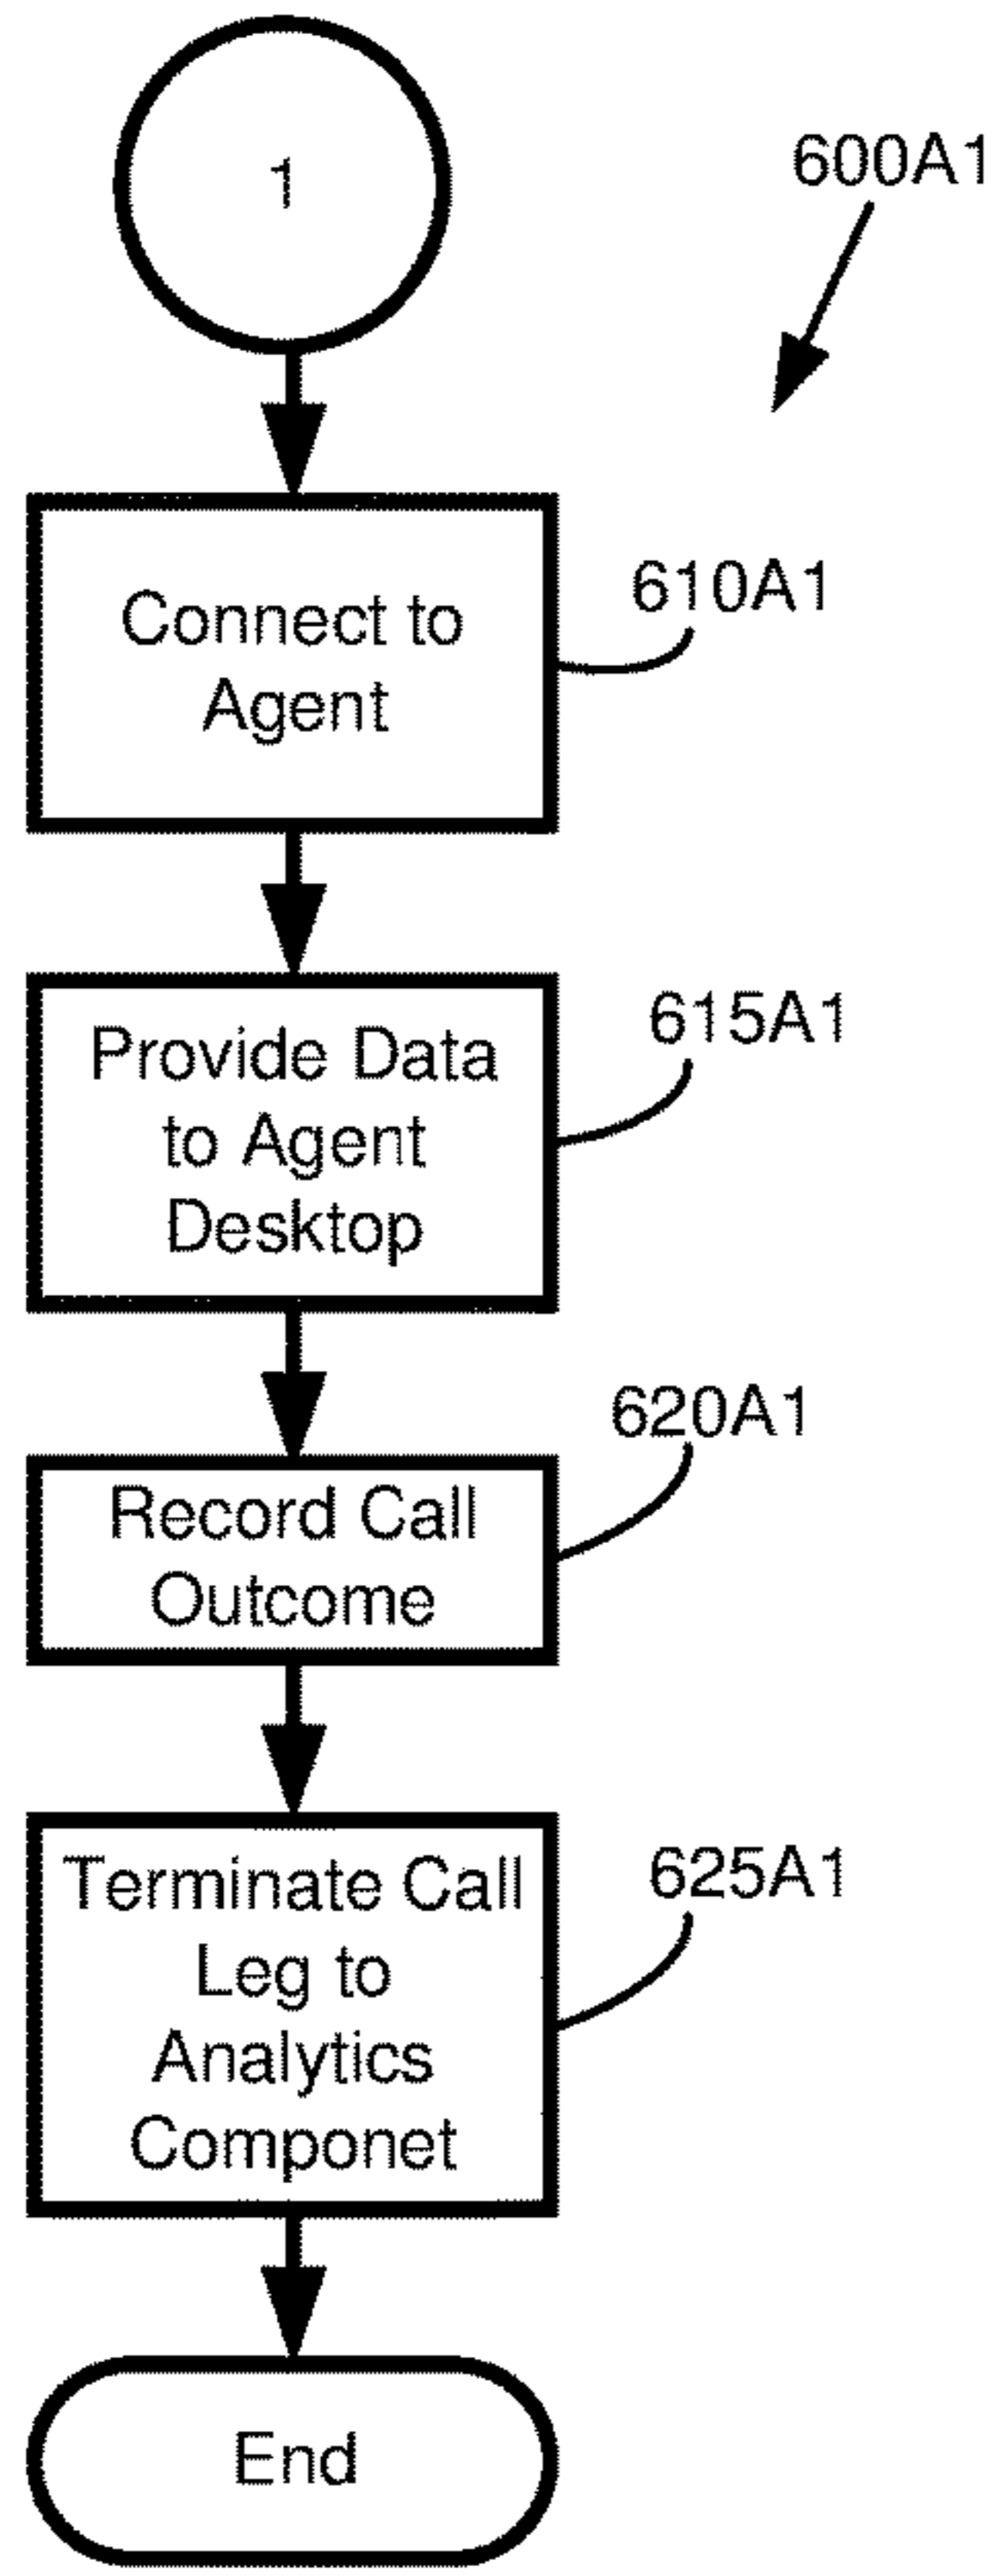 1
600A1
Connect to
Agent
610A1
Provide Data
to Agent
Desktop
615A1
Record Call
Outcome
620A1
Terminate Call
Leg to
Analytics
Componet
625A1
End